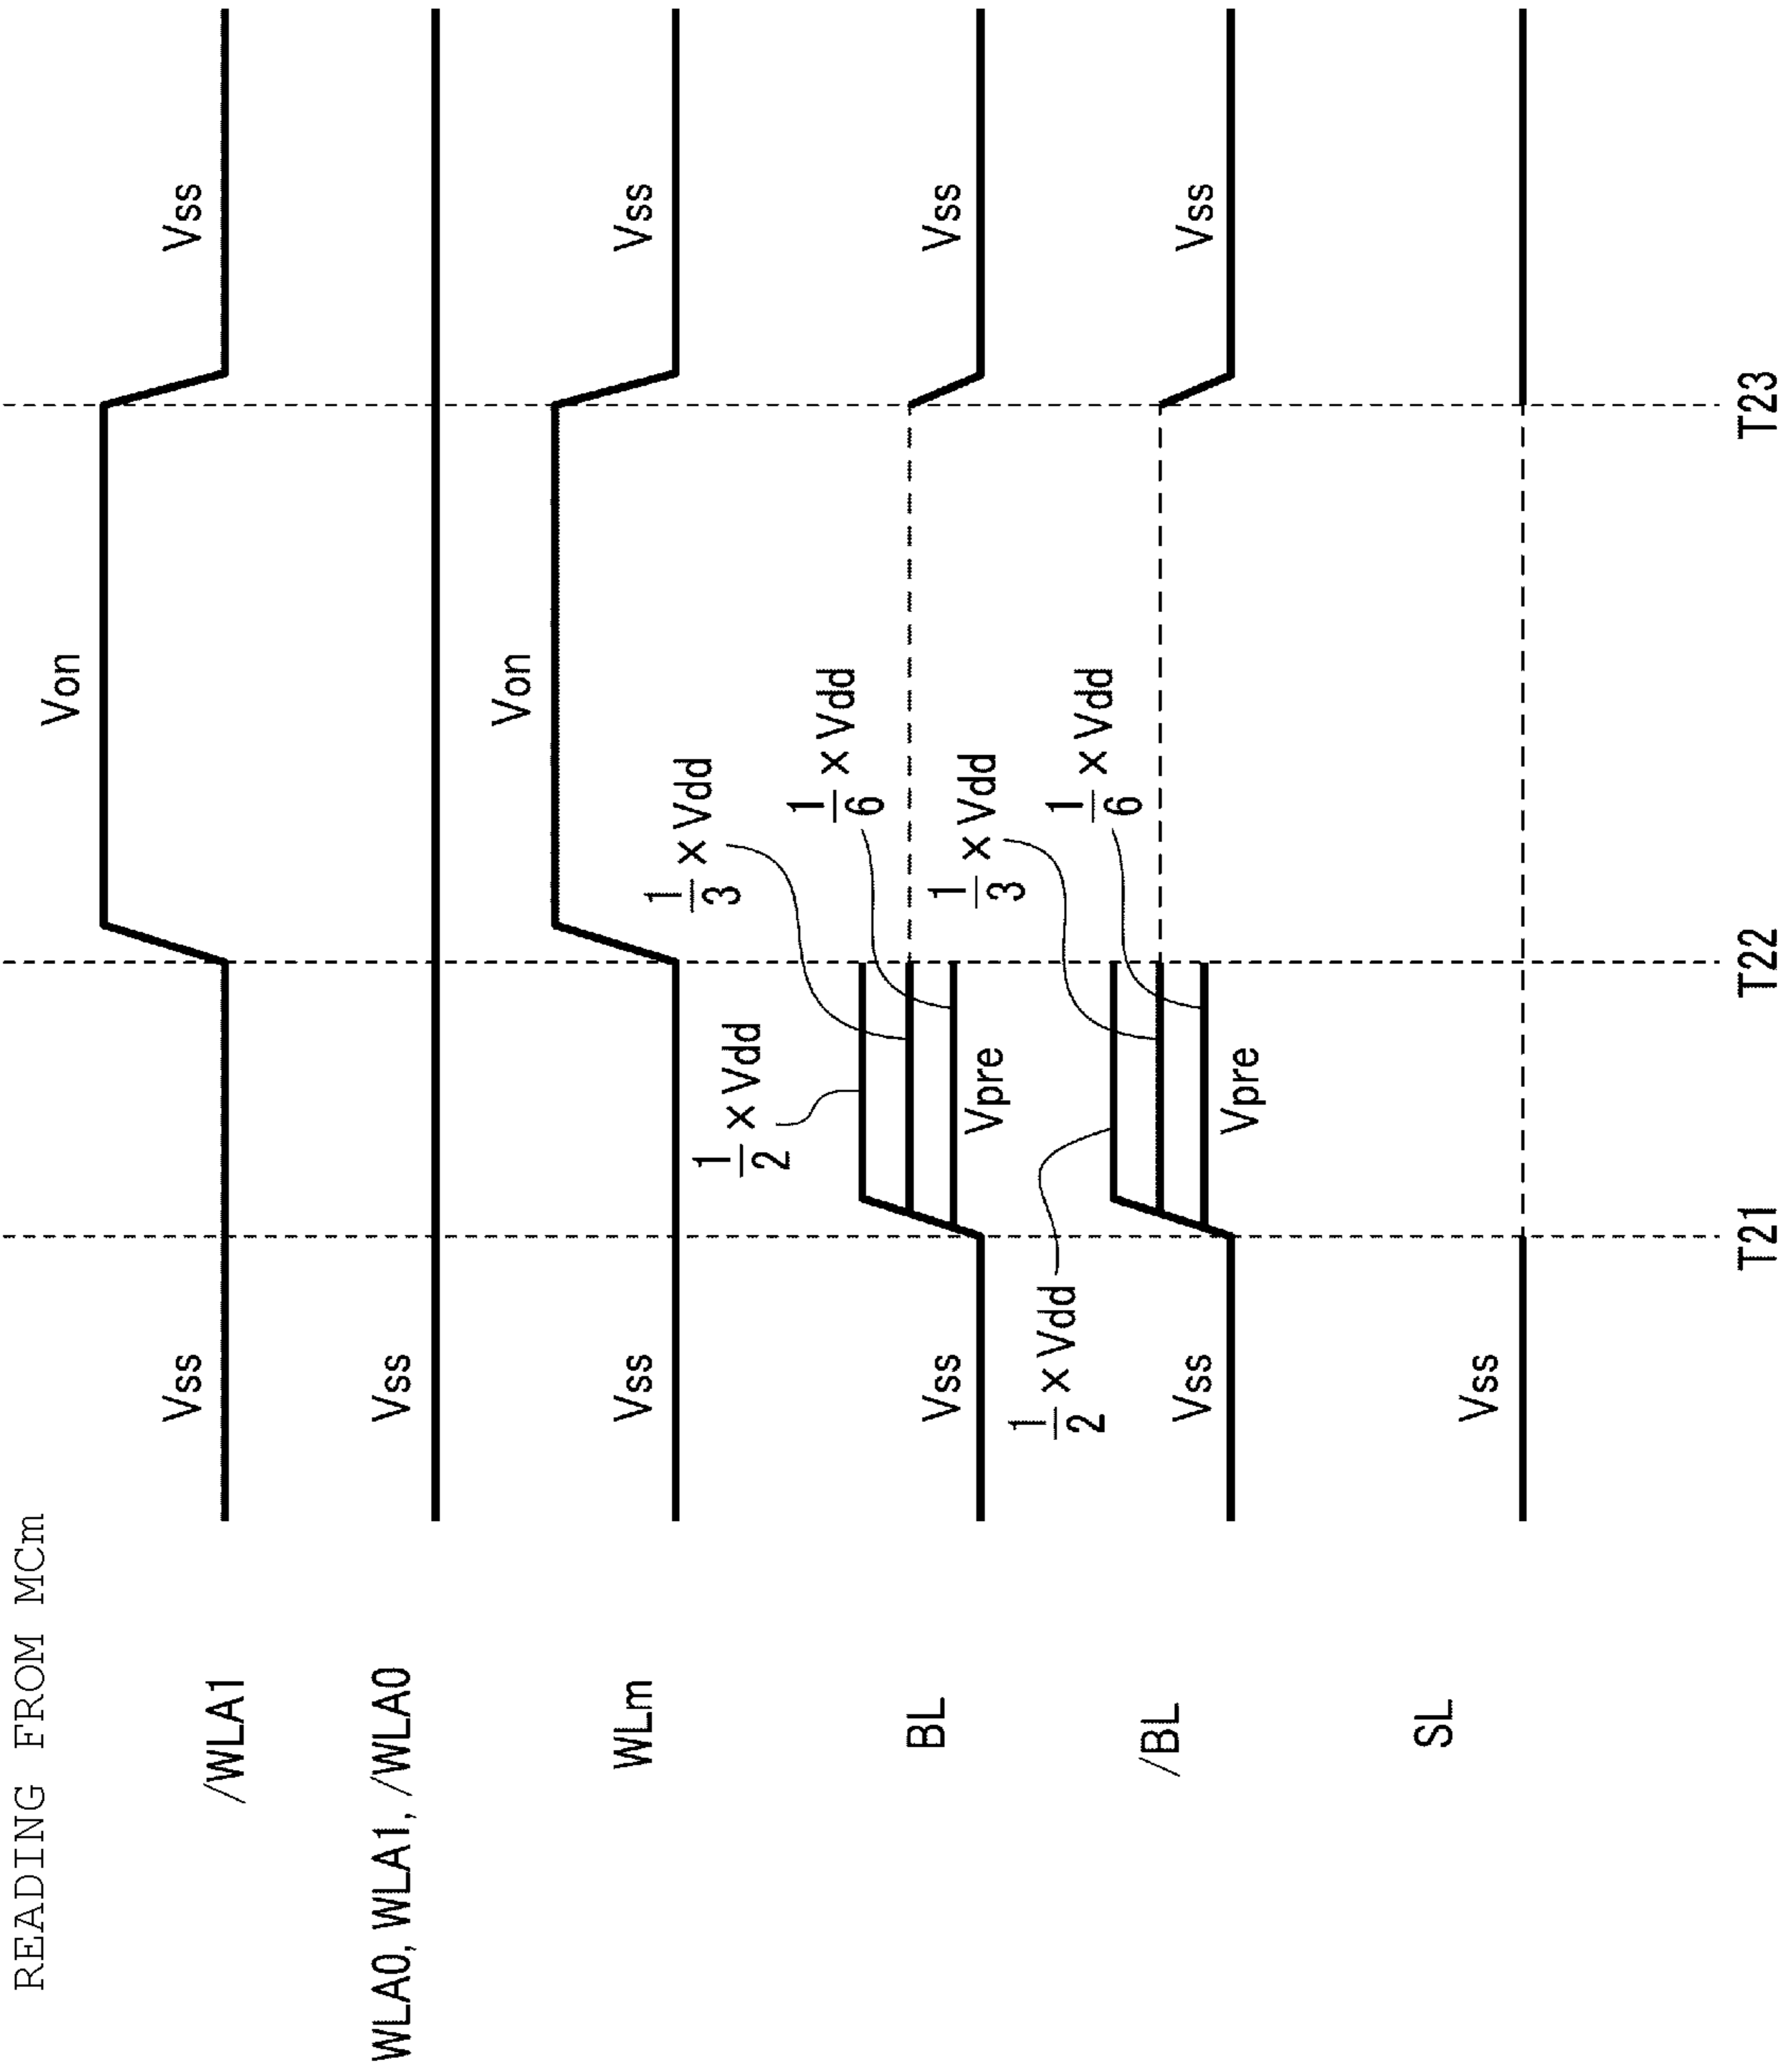 READING FROM MCm
/WLA1
Vss
Von
Vss
WLA0, WLA1, /WLA0
Vss
WLm
Vss
Von
Vss
BL
Vss
1/2 × Vdd
1/3 × Vdd
1/6 × Vdd
Vpre
Vss
/BL
Vss
1/2 × Vdd
1/3 × Vdd
1/6 × Vdd
Vpre
Vss
SL
Vss
T21
T22
T23